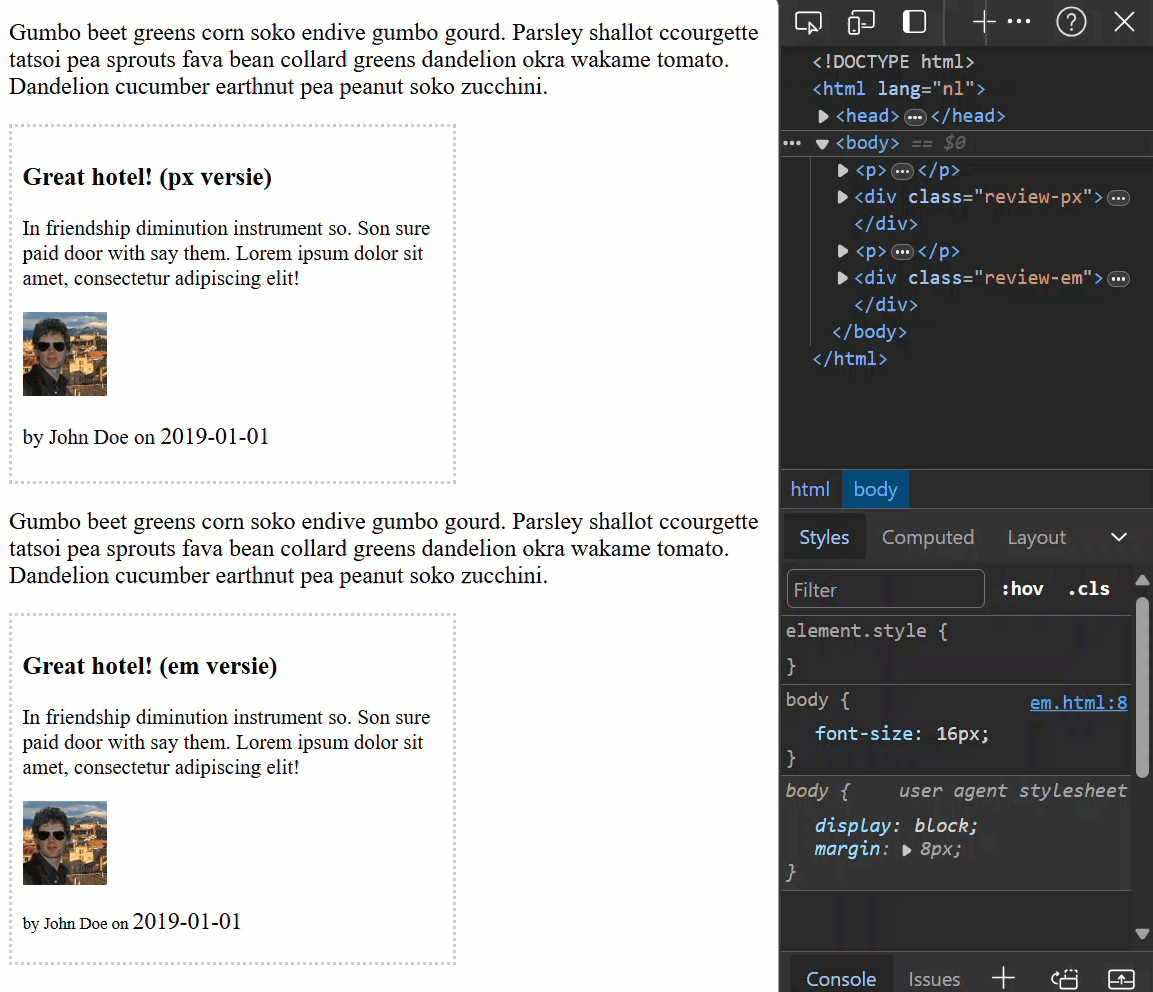 Gumbo beet greens corn soko endive gumbo gourd. Parsley shallot ccourgette
tatsoi pea sprouts fava bean collard greens dandelion okra wakame tomato.
Dandelion cucumber earthnut pea peanut soko zucchini.
Great hotel! (px versie)
In friendship diminution instrument so. Son sure
paid door with say them. Lorem ipsum dolor sit
amet, consectetur adipiscing elit!
by John Doe on 2019-01-01
Gumbo beet greens corn soko endive gumbo gourd. Parsley shallot ccourgette
tatsoi pea sprouts fava bean collard greens dandelion okra wakame tomato.
Dandelion cucumber earthnut pea peanut soko zucchini.
Great hotel! (em versie)
In friendship diminution instrument so. Son sure
paid door with say them. Lorem ipsum dolor sit
amet, consectetur adipiscing elit!
by John Doe on 2019-01-01
<!DOCTYPE html>
<html lang="nl">
<head> … </head>
<body> == $0
<p> … </p>
<div class="review-px"> …
</div>
<p> … </p>
<div class="review-em"> …
</div>
</body>
</html>
html body
Styles Computed Layout
Filter :hov .cls
element.style {
}
body { em.html:8
font-size: 16px;
}
body { user agent stylesheet
display: block;
margin: 8px;
}
Console Issues